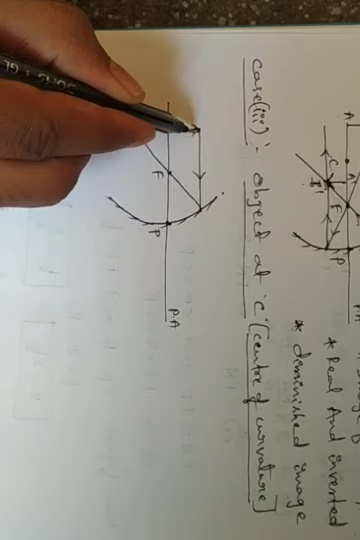 * Real And inverted
* diminished image
case(iii): object at 'c' [centre of curvature]
A
C
A'
B'
F
P
F
P
P.A